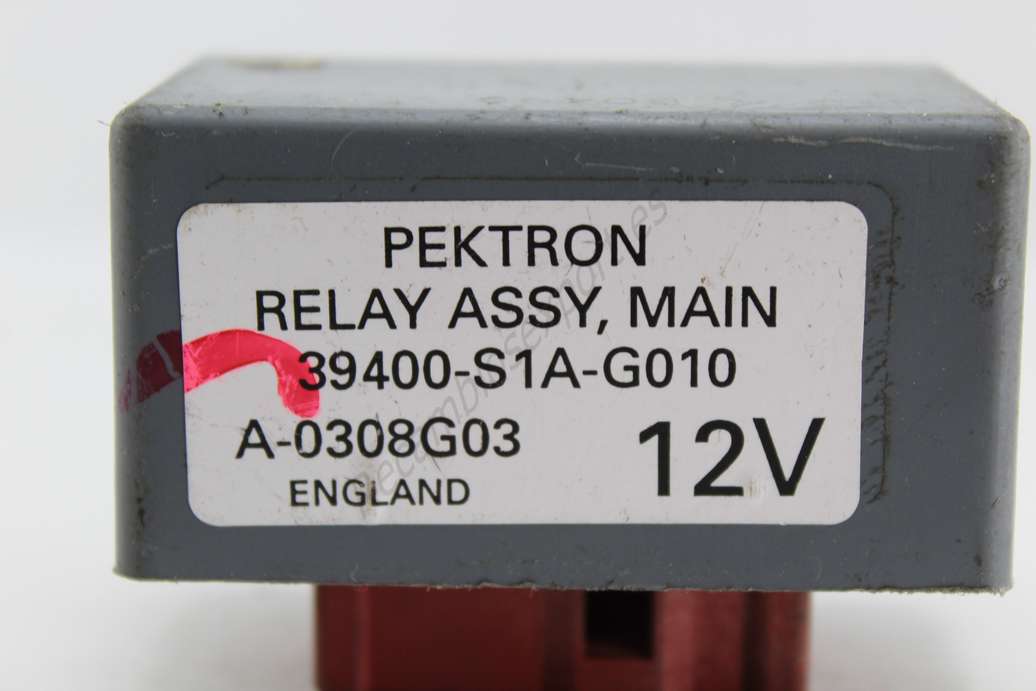 PEKTRON
RELAY ASSY, MAIN
39400-S1A-G010
A-0308G03
12V
ENGLAND